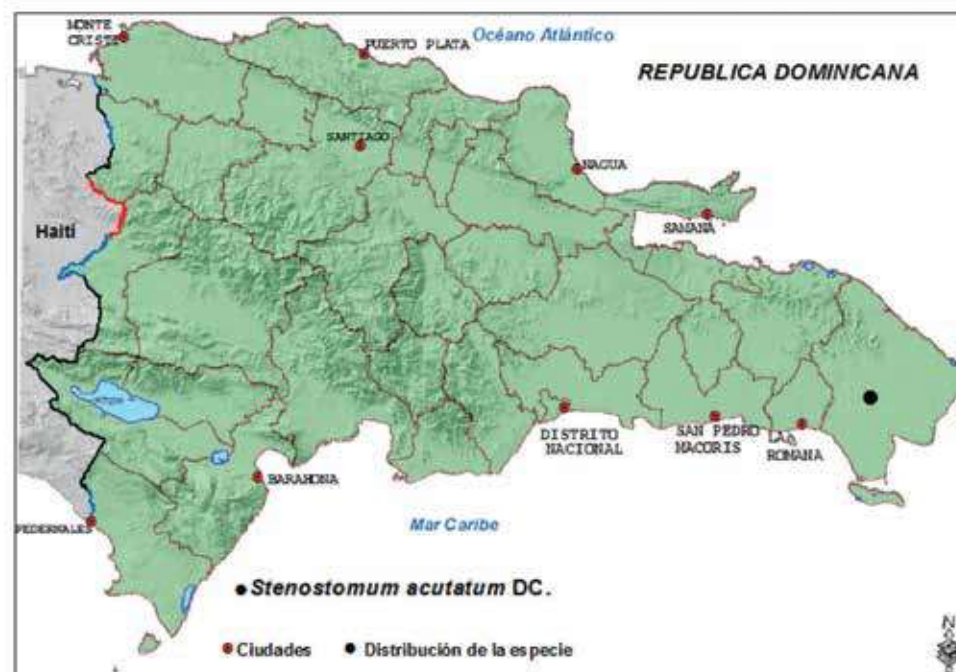 MONTE
CRISTI
PUERTO PLATA
Océano Atlántico
REPUBLICA DOMINICANA
SANTIAGO
NAGUA
SAMANA
Haití
DISTRITO
NACIONAL
SAN PEDRO
MACORIS
LA
ROMANA
BARAHONA
PEDERNALES
Mar Caribe
Stenostomum acutatum DC.
Ciudades
Distribución de la especie
N